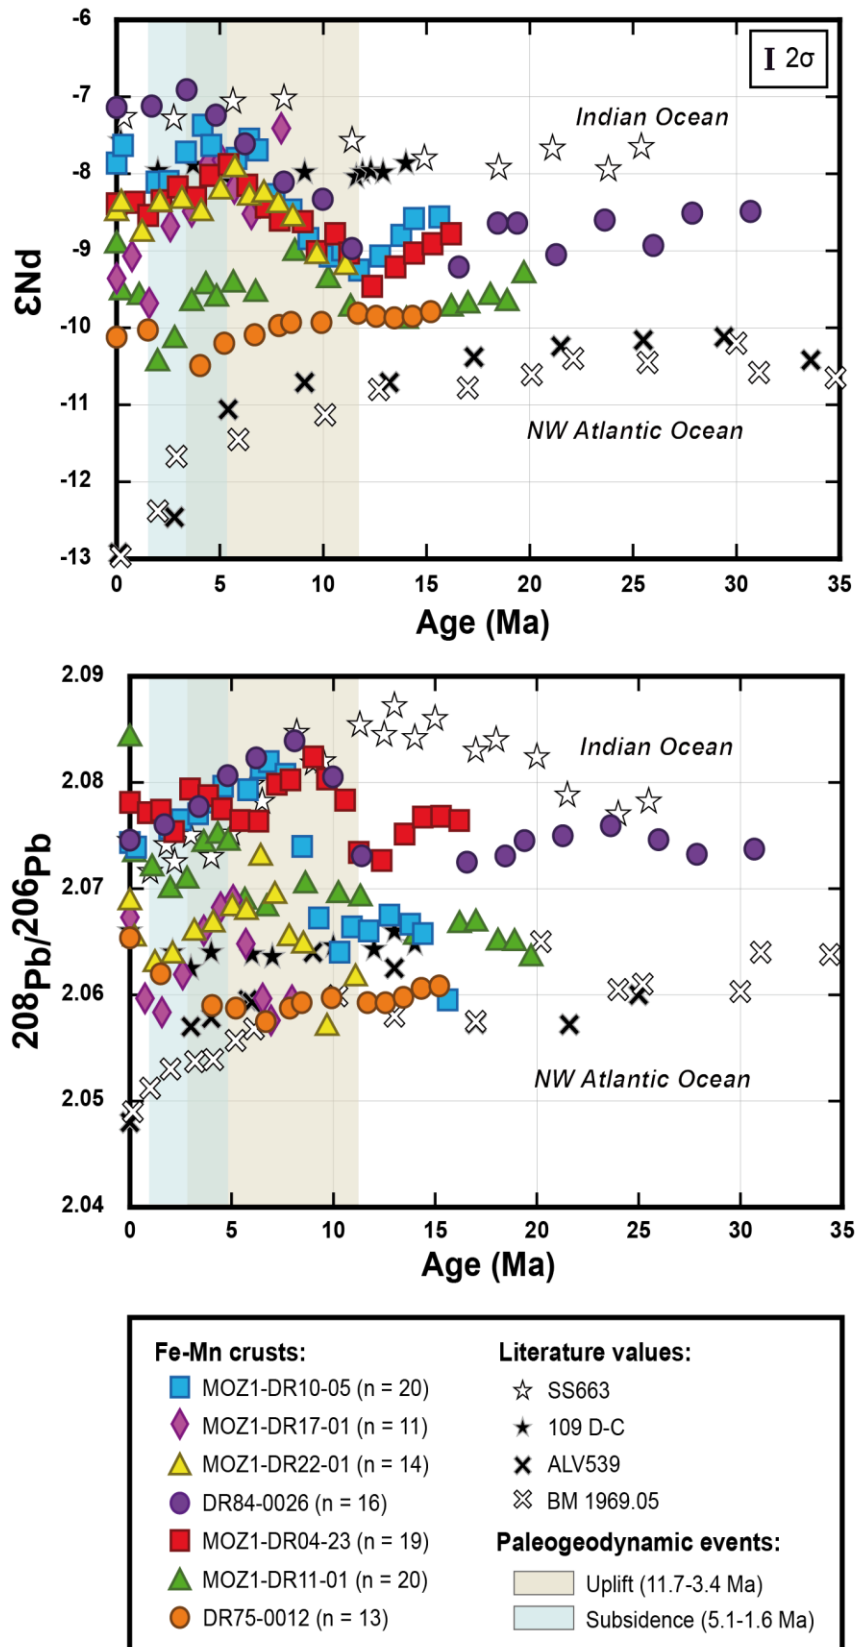 -6
-7
-8
-9
-10
-11
-12
-13
εNd
I 2σ
Indian Ocean
NW Atlantic Ocean
0 5 10 15 20 25 30 35
Age (Ma)
2.09
2.08
2.07
2.06
2.05
2.04
208Pb/206Pb
Indian Ocean
NW Atlantic Ocean
0 5 10 15 20 25 30 35
Age (Ma)
Fe-Mn crusts:
MOZ1-DR10-05 (n = 20)
MOZ1-DR17-01 (n = 11)
MOZ1-DR22-01 (n = 14)
DR84-0026 (n = 16)
MOZ1-DR04-23 (n = 19)
MOZ1-DR11-01 (n = 20)
DR75-0012 (n = 13)
Literature values:
SS663
109 D-C
ALV539
BM 1969.05
Paleogeodynamic events:
Uplift (11.7-3.4 Ma)
Subsidence (5.1-1.6 Ma)